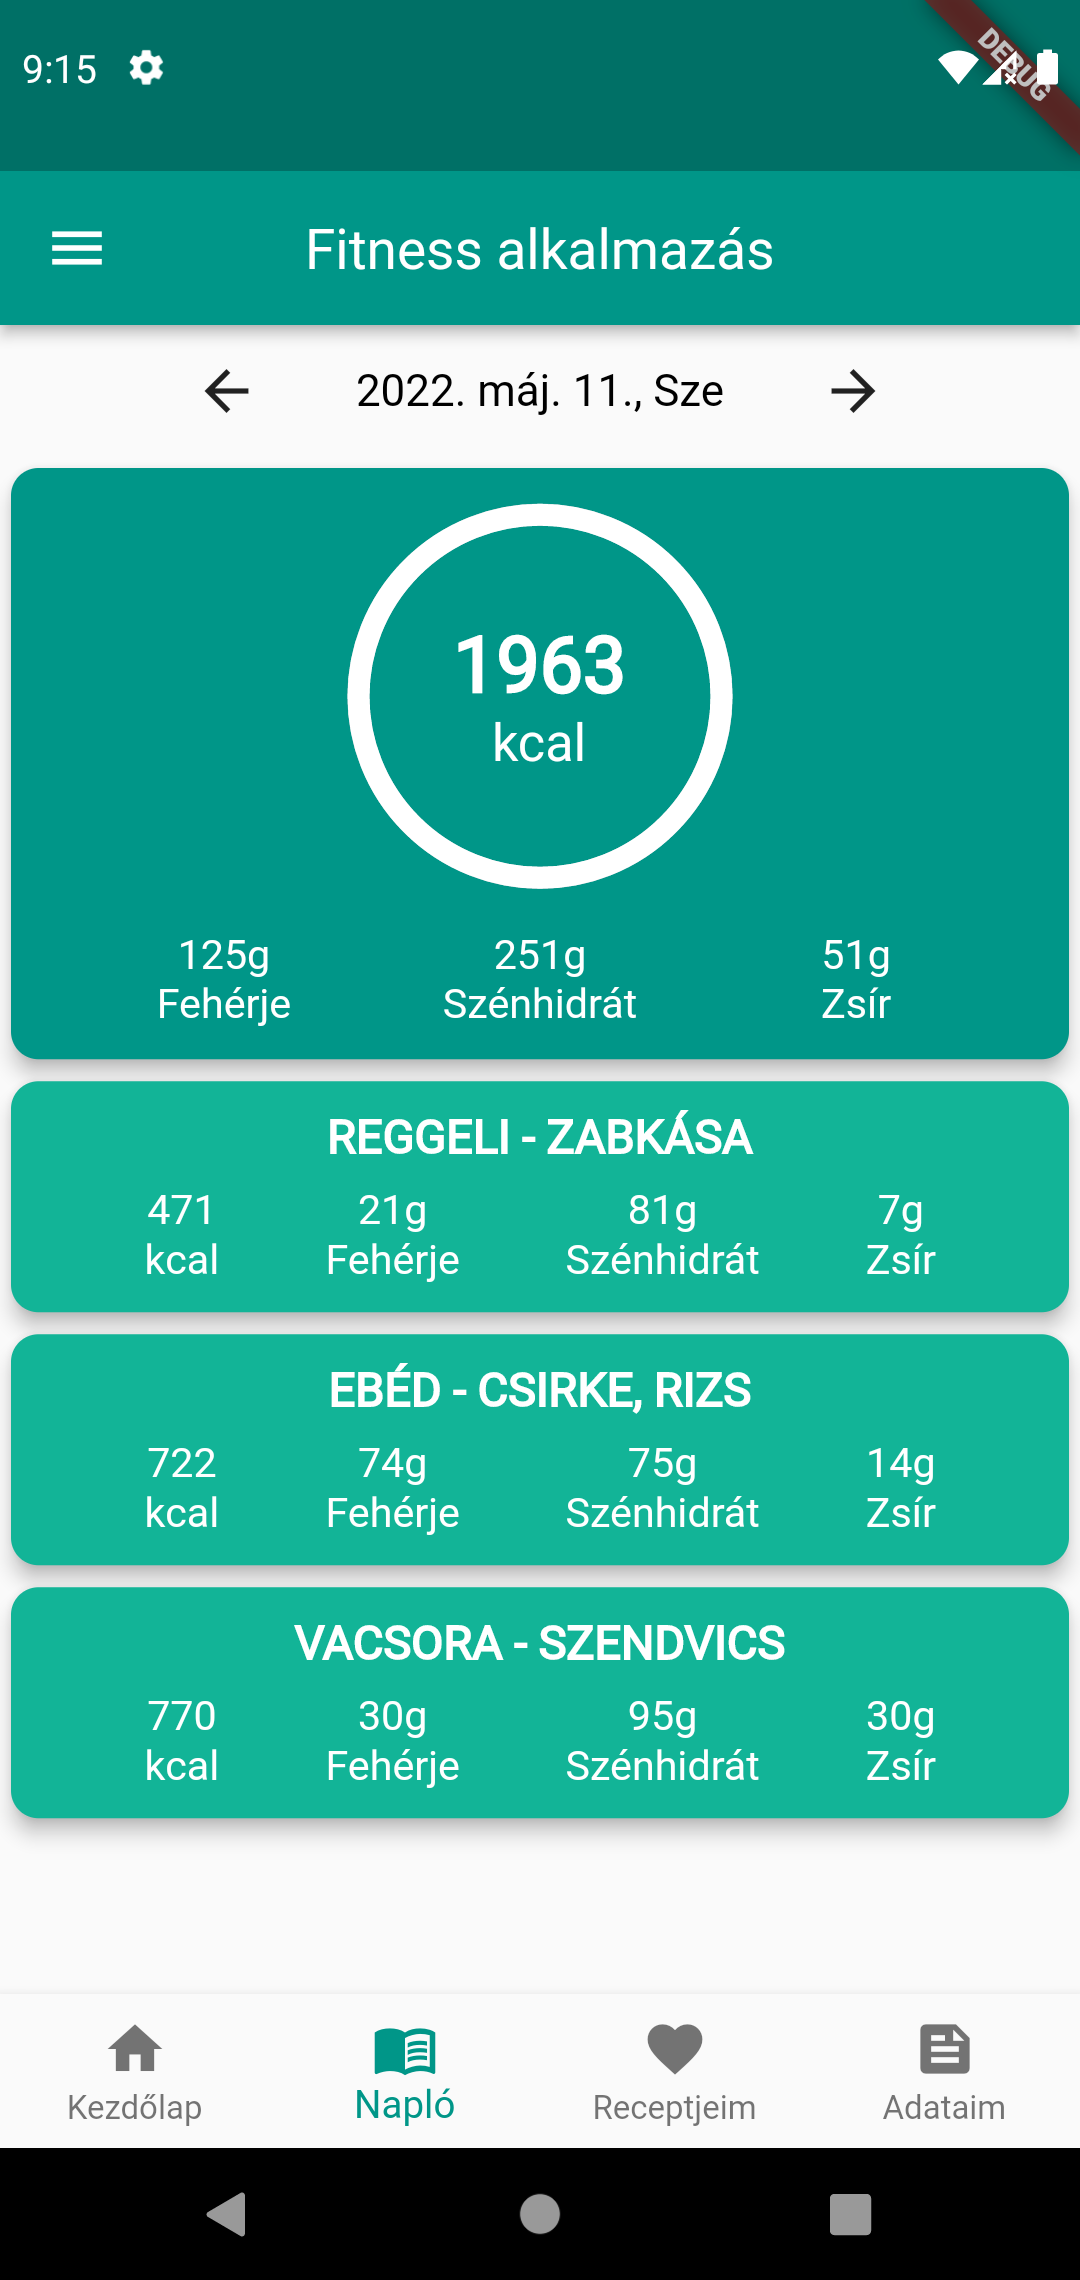 9:15
DEBUG
Fitness alkalmazás
2022. máj. 11., Sze
1963
kcal
125g 251g 51g
Fehérje Szénhidrát Zsír
REGGELI - ZABKÁSA
471 21g 81g 7g
kcal Fehérje Szénhidrát Zsír
EBÉD - CSIRKE, RIZS
722 74g 75g 14g
kcal Fehérje Szénhidrát Zsír
VACSORA - SZENDVICS
770 30g 95g 30g
kcal Fehérje Szénhidrát Zsír
Kezdőlap Napló Receptjeim Adataim